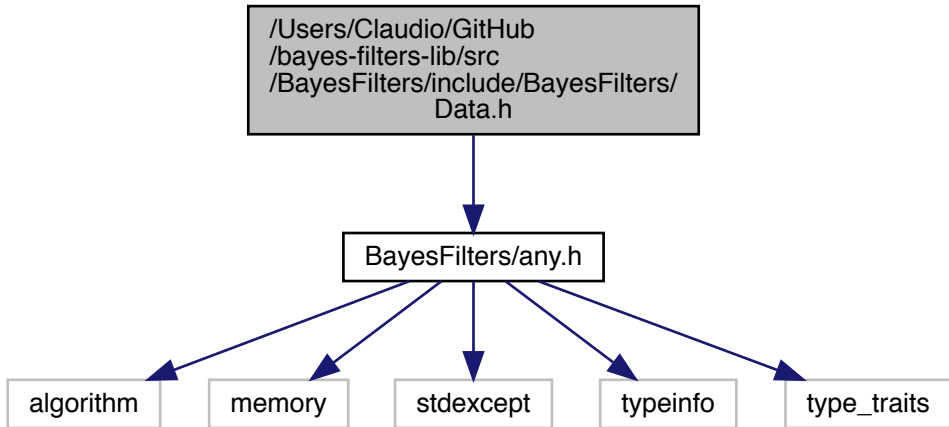 /Users/Claudio/GitHub
/bayes-filters-lib/src
/BayesFilters/include/BayesFilters/
Data.h
BayesFilters/any.h
algorithm
memory
stdexcept
typeinfo
type_traits